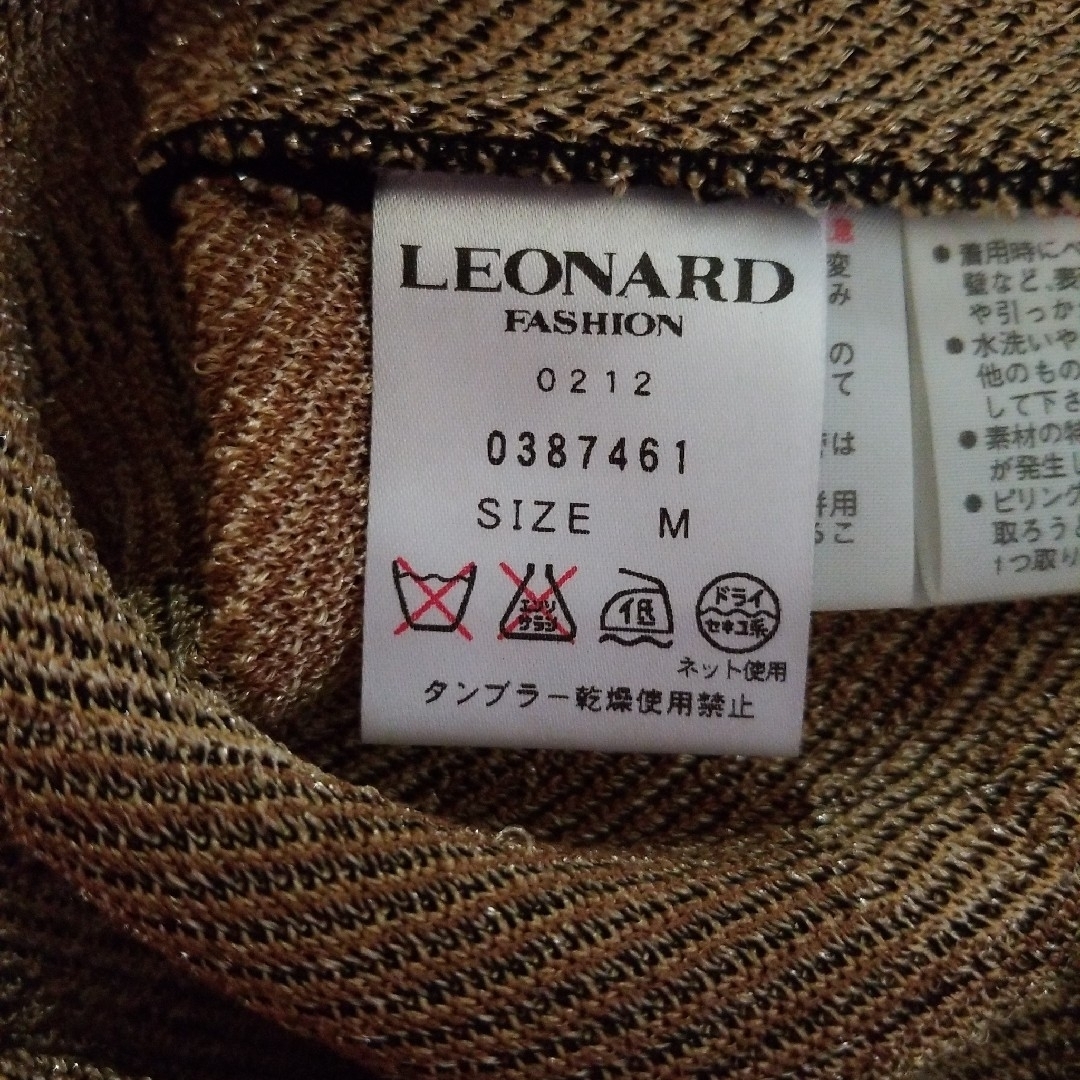 LEONARD
FASHION
0212
0387461
SIZE M
エンソ
サラシ
低
ドライ
セキユ系
ネット使用
タンブラー乾燥使用禁止
意
変
み
の
て
は
併用
るこ
● 着用時にベ
壁など、表
や引っか
● 水洗いや
他のもの
して下さ
● 素材の特
が発生し
● ピリング
取ろうと
1つ取り